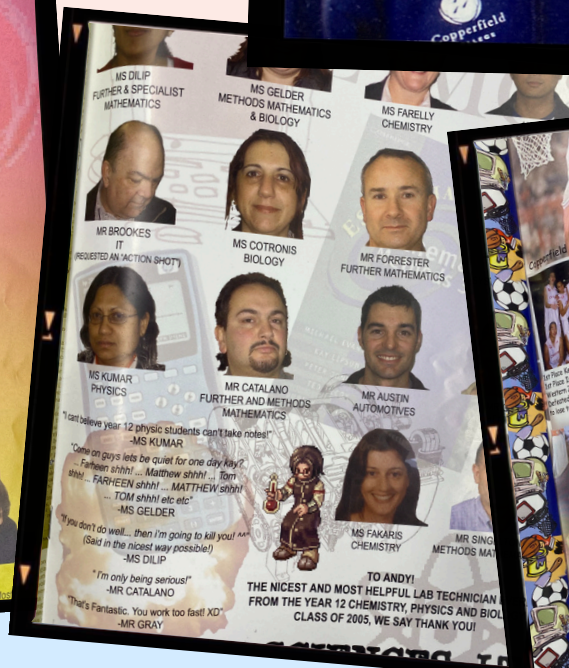 Copperfield
MS DILIP
FURTHER & SPECIALIST
MATHEMATICS
MS GELDER
METHODS MATHEMATICS
& BIOLOGY
MS FARELLY
CHEMISTRY
MR BROOKES
IT
(REQUESTED AN "ACTION SHOT")
MS COTRONIS
BIOLOGY
MR FORRESTER
FURTHER MATHEMATICS
MS KUMAR
PHYSICS
MR CATALANO
FURTHER AND METHODS
MATHEMATICS
MR AUSTIN
AUTOMOTIVES
"I cant believe year 12 physic students can't take notes!"
-MS KUMAR
"Come on guys lets be quiet for one day kay?
... Farheen shhh! ... Matthew shhh! ... Tom
shh! ... FARHEEN shhh! ... MATTHEW shhh!
... TOM shhh! etc etc"
-MS GELDER
"If you don't do well... then i'm going to kill you! ^^"
(Said in the nicest way possible!)
-MS DILIP
"I'm only being serious!"
-MR CATALANO
"That's Fantastic. You work too fast! XD"
-MR GRAY
MS FAKARIS
CHEMISTRY
MR SING
METHODS MAT
TO ANDY!
THE NICEST AND MOST HELPFUL LAB TECHNICIAN
FROM THE YEAR 12 CHEMISTRY, PHYSICS AND BIOL
CLASS OF 2005, WE SAY THANK YOU!
Copperfield
1st Place